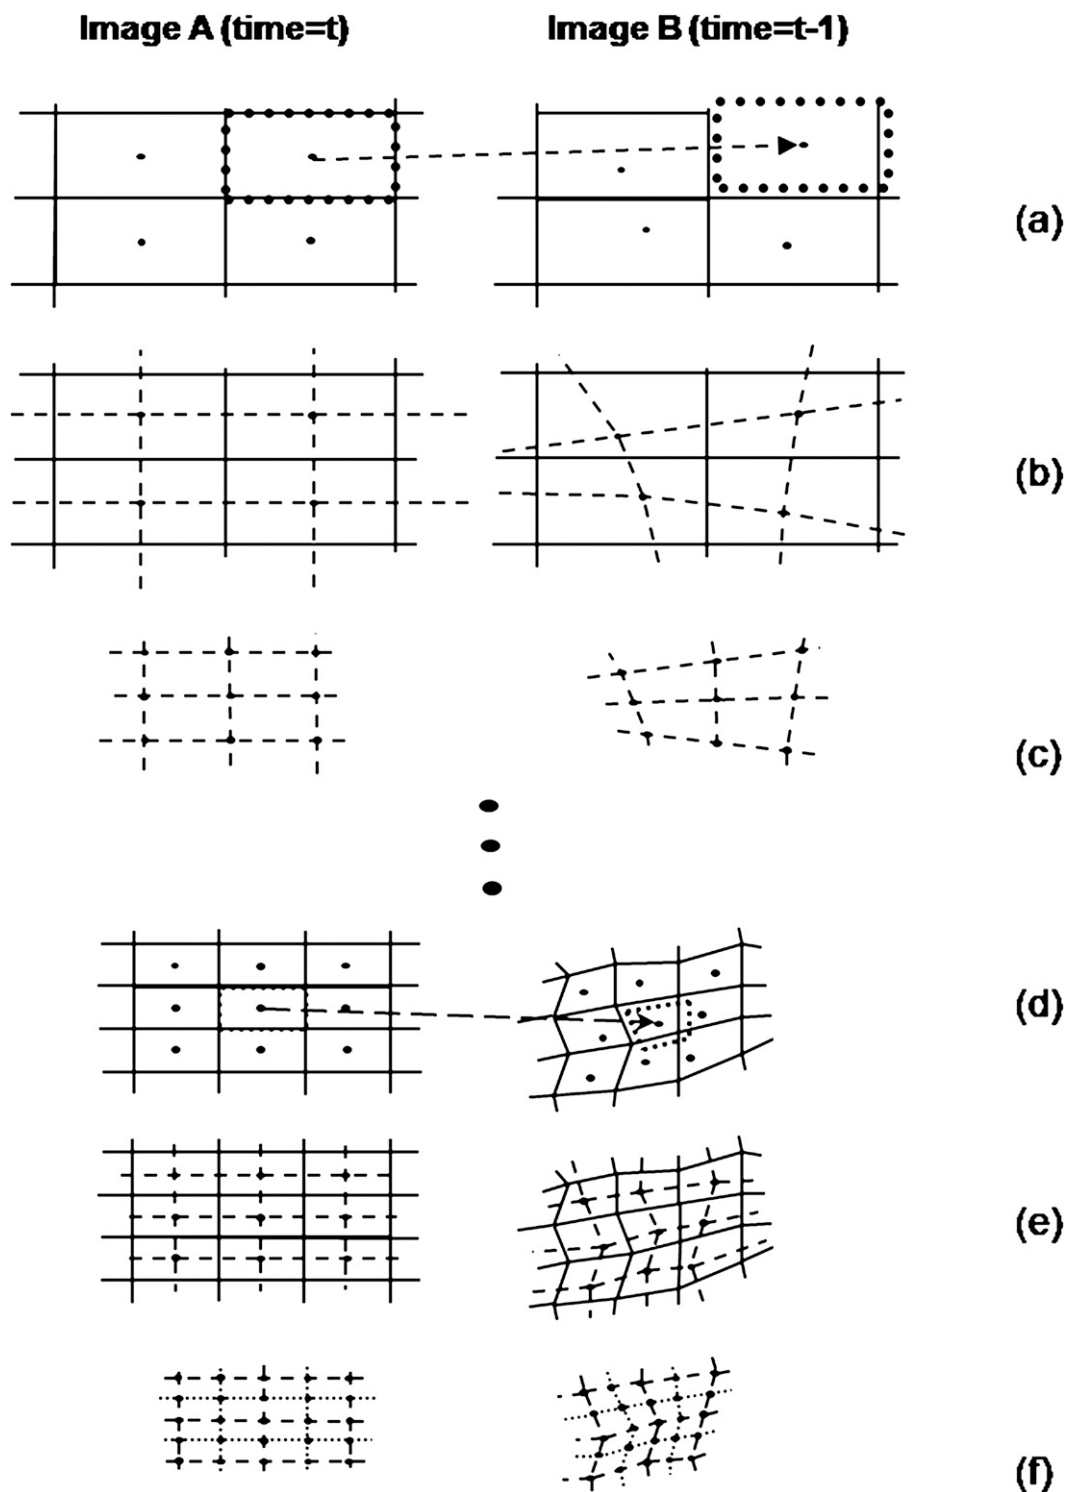 Image A (time=t) Image B (time=t-1)
(a)
(b)
(c)
(d)
(e)
(f)